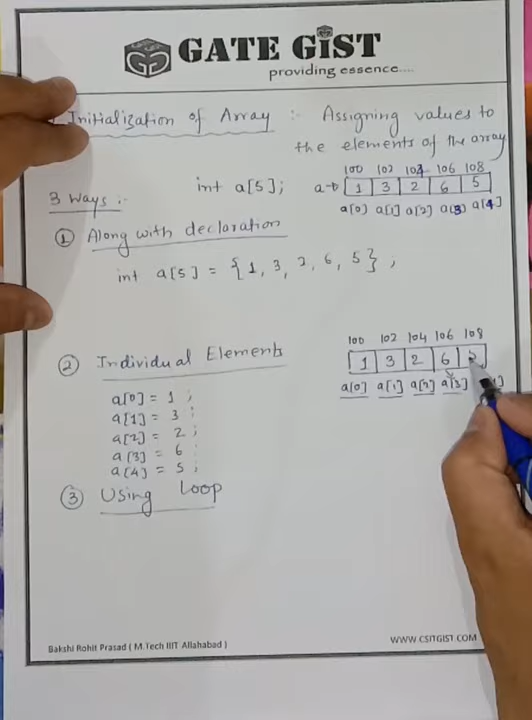 GATE GiST
providing essence....
Initialization of Array :- Assigning values to
the elements of the array
3 Ways :-
int a[5];
100 102 104 106 108
a→ 1 3 2 6 5
a[0] a[1] a[2] a[3] a[4]
① Along with declaration
int a[5] = {1, 3, 2, 6, 5};
② Individual Elements
100 102 104 106 108
1 3 2 6
a[0] a[1] a[2] a[3]
a[0] = 1 ;
a[1] = 3 ;
a[2] = 2 ;
a[3] = 6 ;
a[4] = 5 ;
③ Using Loop
Bakshi Rohit Prasad ( M.Tech IIIT Allahabad )
WWW.CSITGIST.COM